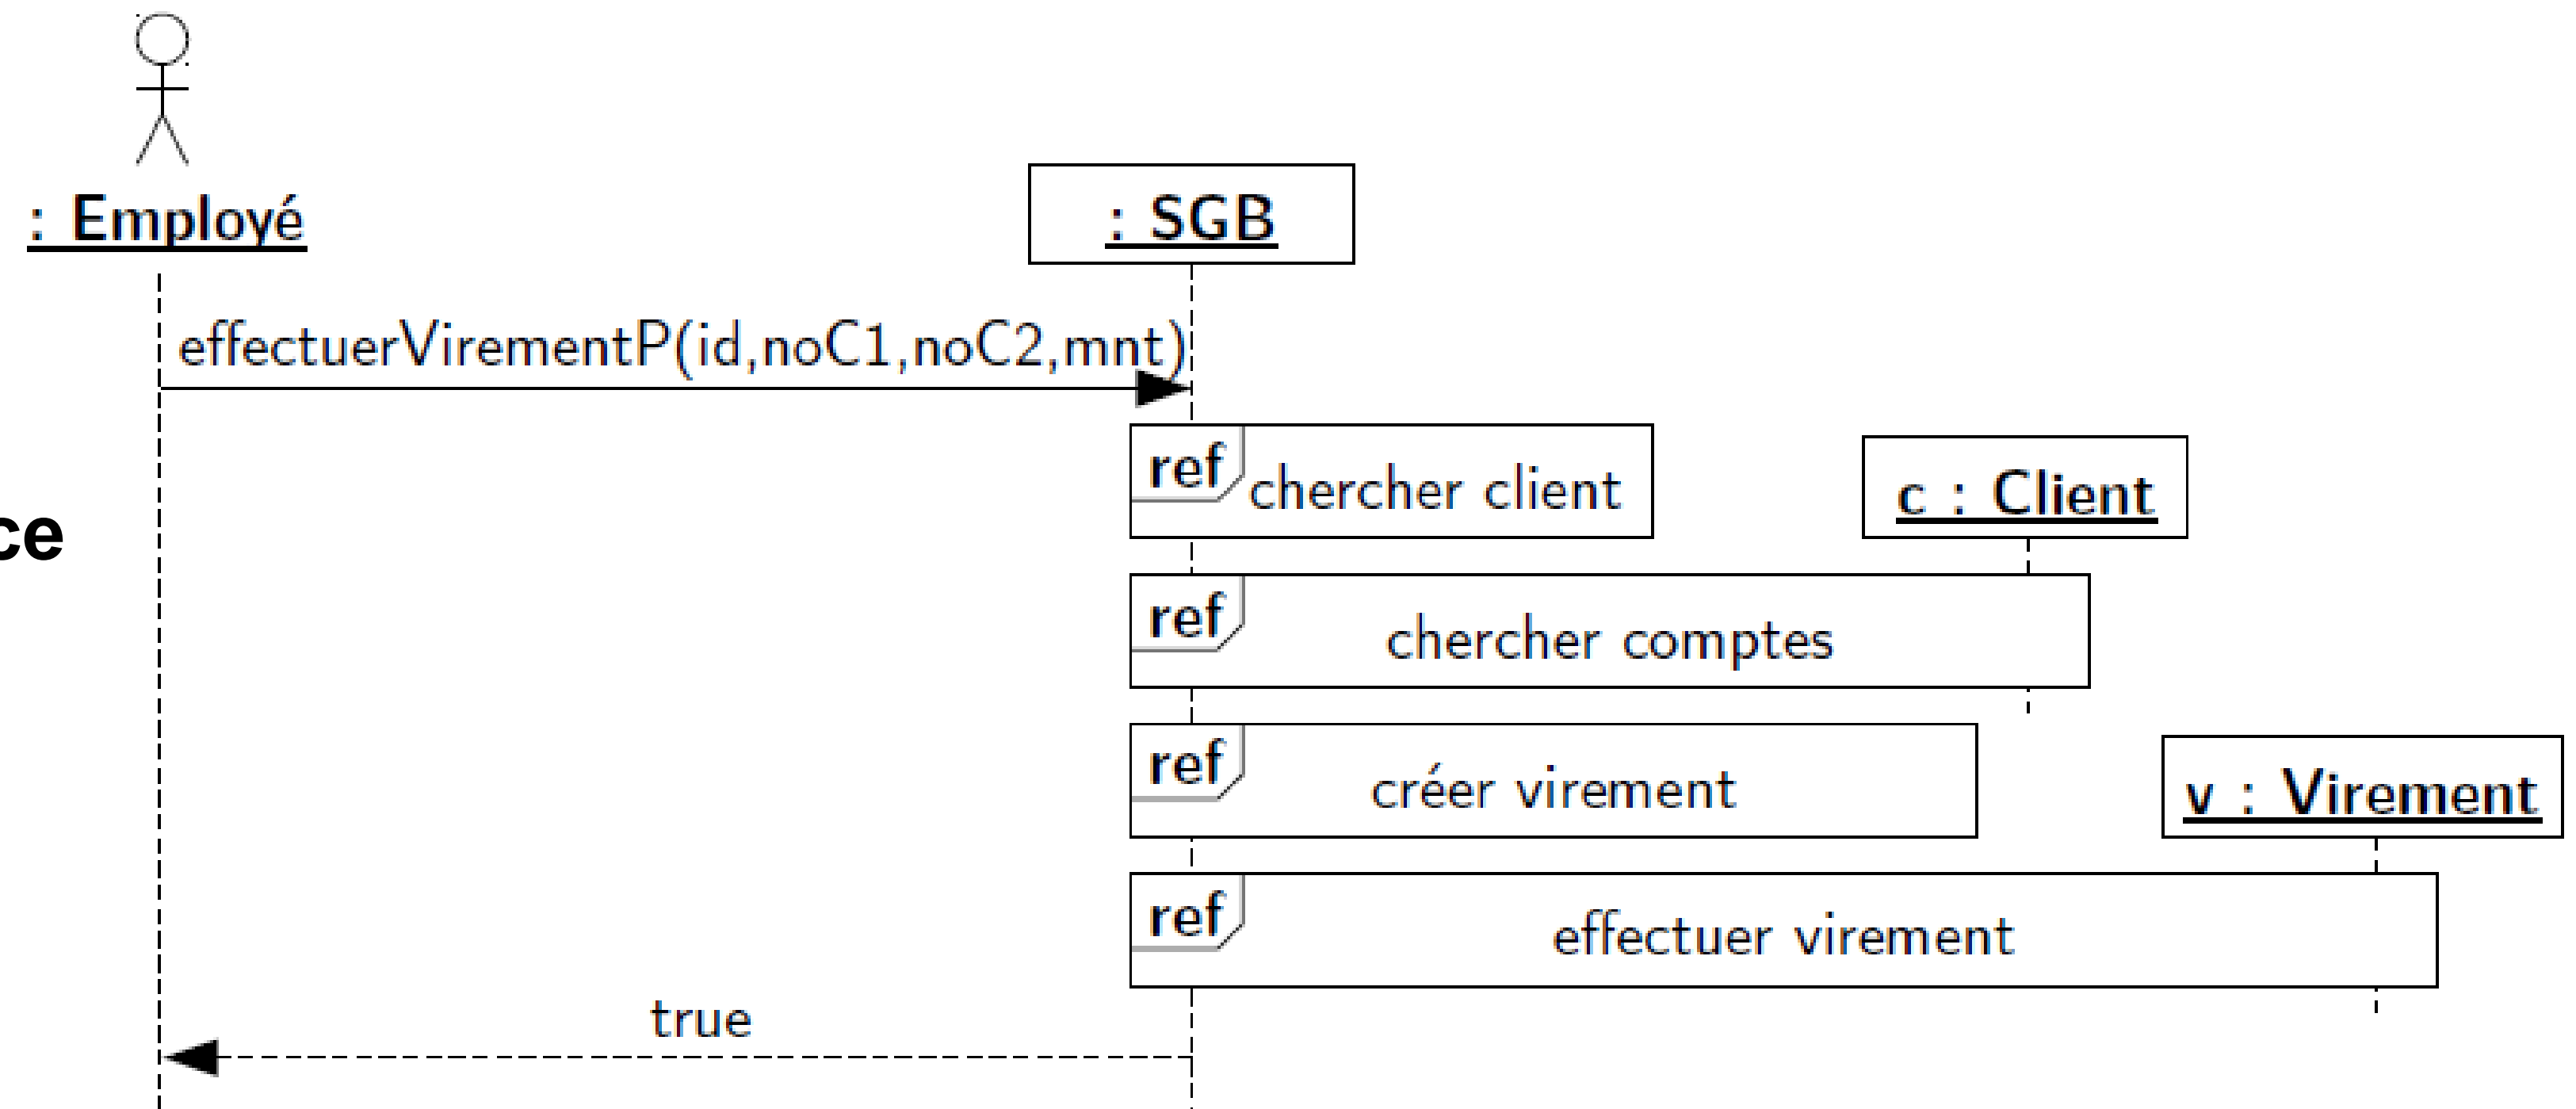 : Employé
: SGB
effectuerVirementP(id,noC1,noC2,mnt)
ref
chercher client
c : Client
ce
ref
chercher comptes
ref
créer virement
v : Virement
ref
effectuer virement
true